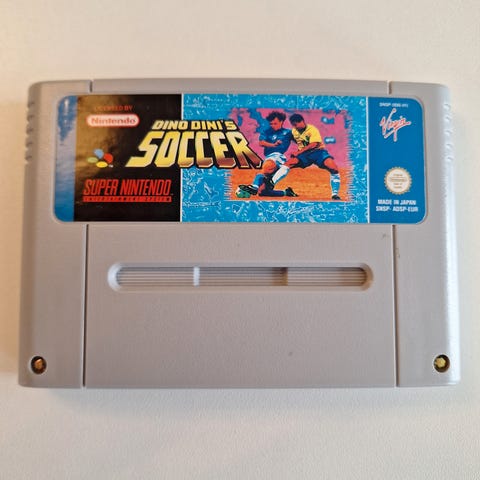 LICENSED BY
Nintendo
DINO DINI'S
SOCCER
SUPER NINTENDO
ENTERTAINMENT SYSTEM
Virgin
MADE IN JAPAN
SNSP-ADSP-EUR